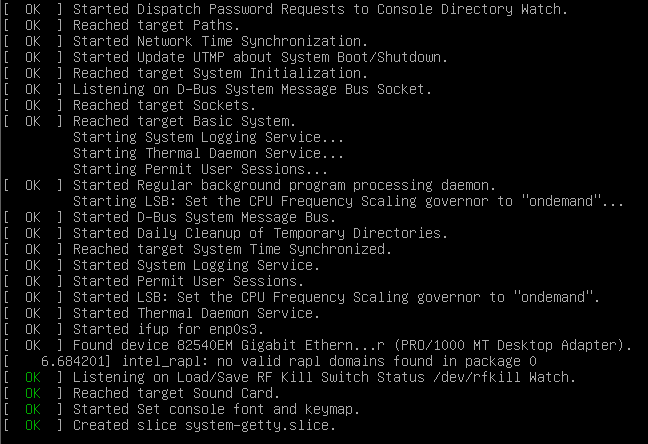 [  OK  ] Started Dispatch Password Requests to Console Directory Watch.
[  OK  ] Reached target Paths.
[  OK  ] Started Network Time Synchronization.
[  OK  ] Started Update UTMP about System Boot/Shutdown.
[  OK  ] Reached target System Initialization.
[  OK  ] Listening on D-Bus System Message Bus Socket.
[  OK  ] Reached target Sockets.
[  OK  ] Reached target Basic System.
         Starting System Logging Service...
         Starting Thermal Daemon Service...
         Starting Permit User Sessions...
[  OK  ] Started Regular background program processing daemon.
         Starting LSB: Set the CPU Frequency Scaling governor to "ondemand"...
[  OK  ] Started D-Bus System Message Bus.
[  OK  ] Started Daily Cleanup of Temporary Directories.
[  OK  ] Reached target System Time Synchronized.
[  OK  ] Started System Logging Service.
[  OK  ] Started Permit User Sessions.
[  OK  ] Started LSB: Set the CPU Frequency Scaling governor to "ondemand".
[  OK  ] Started Thermal Daemon Service.
[  OK  ] Started ifup for enp0s3.
[  OK  ] Found device 82540EM Gigabit Ethern...r (PRO/1000 MT Desktop Adapter).
[    6.684201] intel_rapl: no valid rapl domains found in package 0
[  OK  ] Listening on Load/Save RF Kill Switch Status /dev/rfkill Watch.
[  OK  ] Reached target Sound Card.
[  OK  ] Started Set console font and keymap.
[  OK  ] Created slice system-getty.slice.